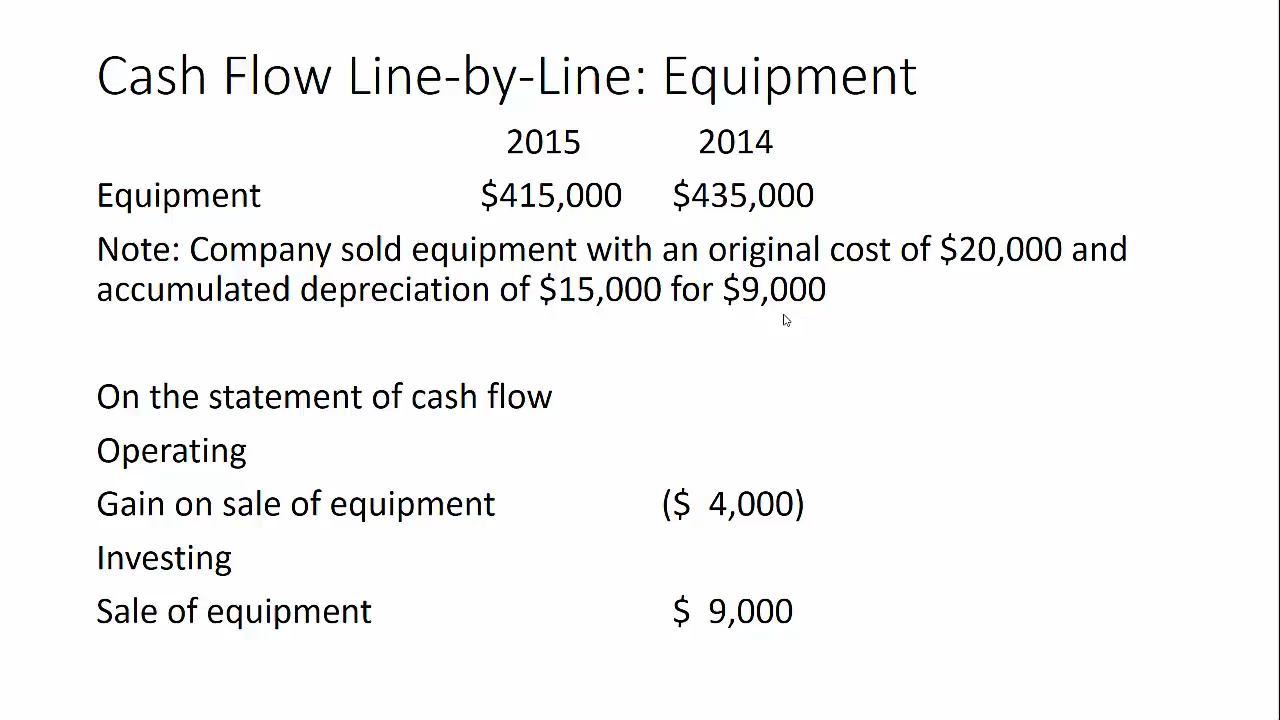 Cash Flow Line-by-Line: Equipment
2015 2014
Equipment $415,000 $435,000
Note: Company sold equipment with an original cost of $20,000 and
accumulated depreciation of $15,000 for $9,000
On the statement of cash flow
Operating
Gain on sale of equipment ($ 4,000)
Investing
Sale of equipment $ 9,000